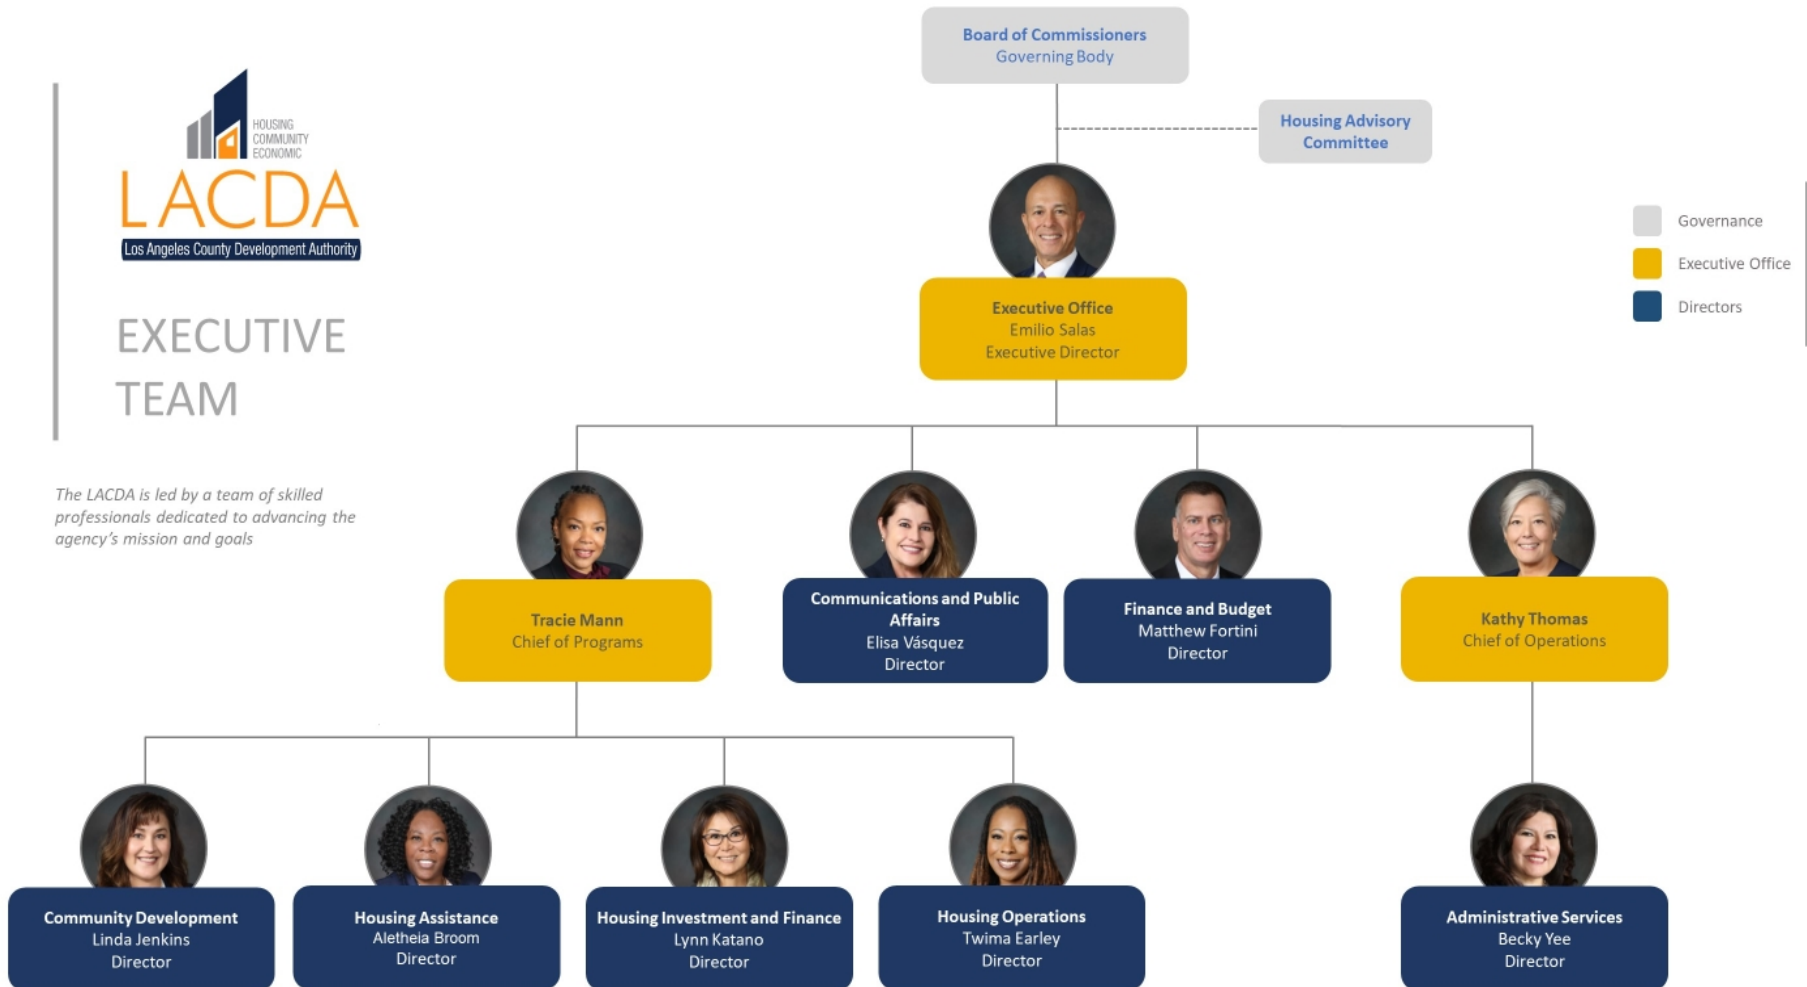 Board of Commissioners
Governing Body
Housing Advisory
Committee
HOUSING
COMMUNITY
ECONOMIC
LACDA
Los Angeles County Development Authority
EXECUTIVE
TEAM
The LACDA is led by a team of skilled
professionals dedicated to advancing the
agency's mission and goals
Governance
Executive Office
Directors
Executive Office
Emilio Salas
Executive Director
Tracie Mann
Chief of Programs
Communications and Public
Affairs
Elisa Vásquez
Director
Finance and Budget
Matthew Fortini
Director
Kathy Thomas
Chief of Operations
Community Development
Linda Jenkins
Director
Housing Assistance
Aletheia Broom
Director
Housing Investment and Finance
Lynn Katano
Director
Housing Operations
Twima Earley
Director
Administrative Services
Becky Yee
Director